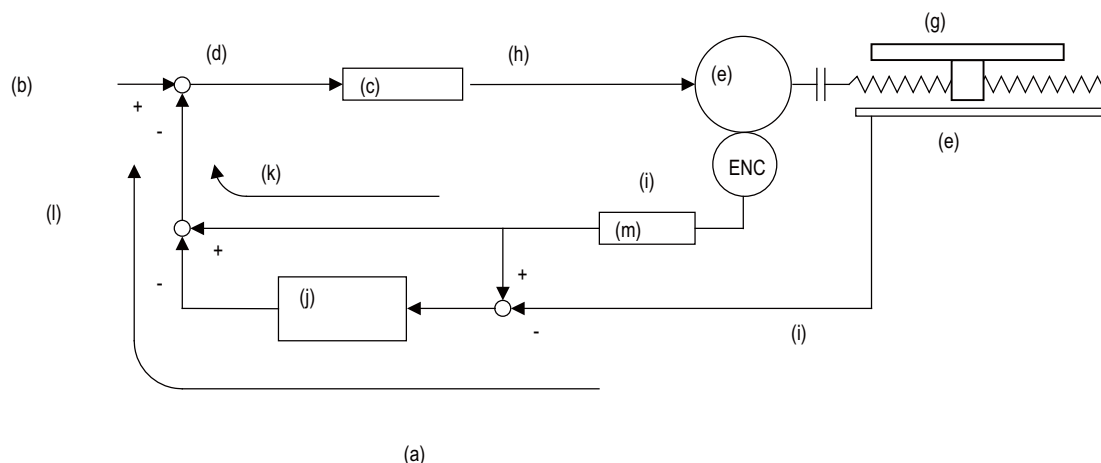 (g)
(d)
(h)
(b)
(c)
(e)
+
-
(e)
ENC
(k)
(i)
(l)
(m)
+
+
-
(j)
-
(i)
(a)